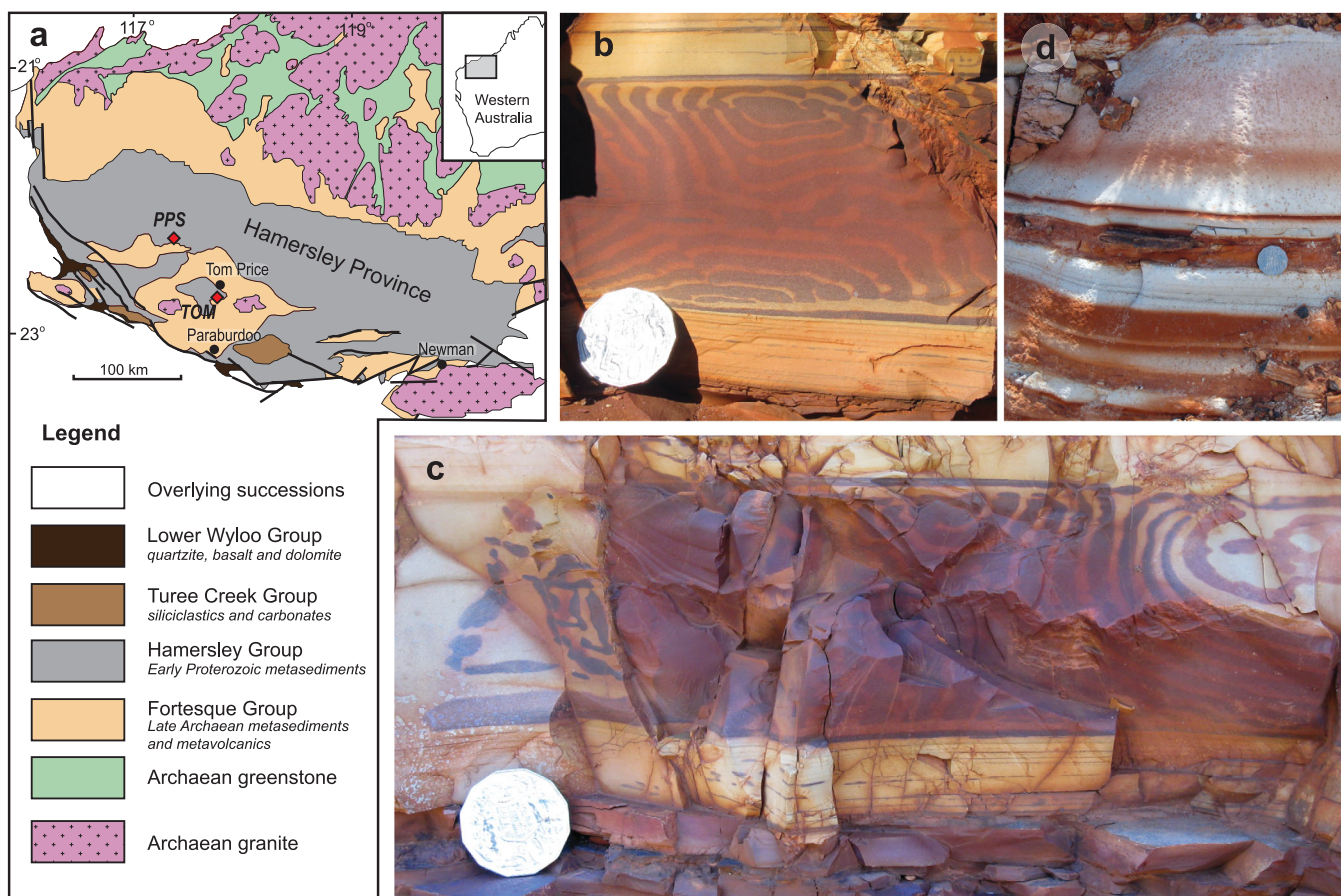 a
117°
119°
21°
Western
Australia
PPS
Hamersley Province
Tom Price
TOM
Paraburdoo
23°
Newman
100 km
Legend
Overlying successions
Lower Wyloo Group
quartzite, basalt and dolomite
Turee Creek Group
siliciclastics and carbonates
Hamersley Group
Early Proterozoic metasediments
Fortesque Group
Late Archaean metasediments
and metavolcanics
Archaean greenstone
Archaean granite
b
d
c